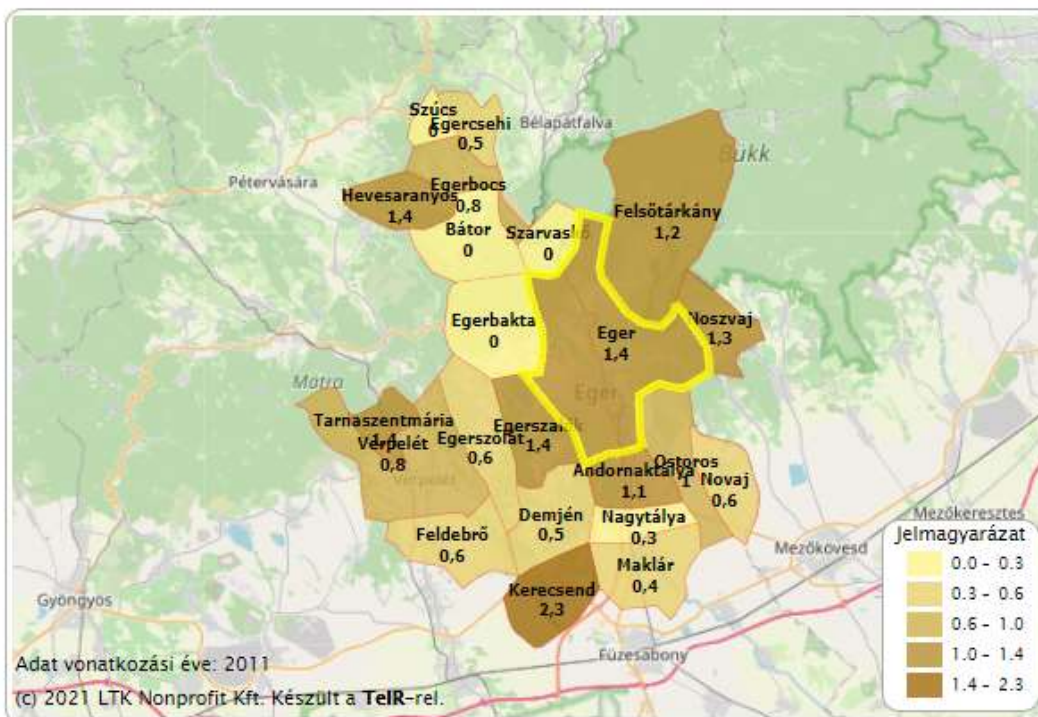 Szúcs
0
Egercsehi
0,5
Bélapátfalva
Bükk
Pétervására
Egerbocs
0,8
Hevesaranyos
1,4
Felsőtárkány
1,2
Bátor
0
Szarvaskő
0
Noszvaj
1,3
Egerbakta
0
Eger
1,4
Mátra
Eger
Tarnaszentmária
1,4
Verpelét
0,8
Verpelét
Egerszólát
0,6
Egerszalók
1,4
Andornaktálya
1,1
Ostoros
1
Novaj
0,6
Feldebrő
0,6
Demjén
0,5
Nagytálya
0,3
Mezőkeresztes
Mezőkövesd
Maklár
0,4
Kerecsend
2,3
Gyöngyös
Füzesabony
Jelmagyarázat
0.0 - 0.3
0.3 - 0.6
0.6 - 1.0
1.0 - 1.4
1.4 - 2.3
Adat vonatkozási éve: 2011
(c) 2021 LTK Nonprofit Kft. Készült a TeIR-rel.